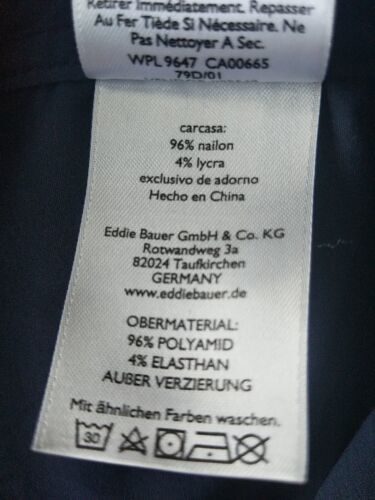 Retirer Immédiatement. Repasser
Au Fer Tiède Si Nécessaire. Ne
Pas Nettoyer A Sec.
WPL 9647 CA00665
79D/01
carcasa:
96% nailon
4% lycra
exclusivo de adorno
Hecho en China
Eddie Bauer GmbH & Co. KG
Rotwandweg 3a
82024 Taufkirchen
GERMANY
www.eddiebauer.de
OBERMATERIAL:
96% POLYAMID
4% ELASTHAN
AUßER VERZIERUNG
Mit ähnlichen Farben waschen.
30